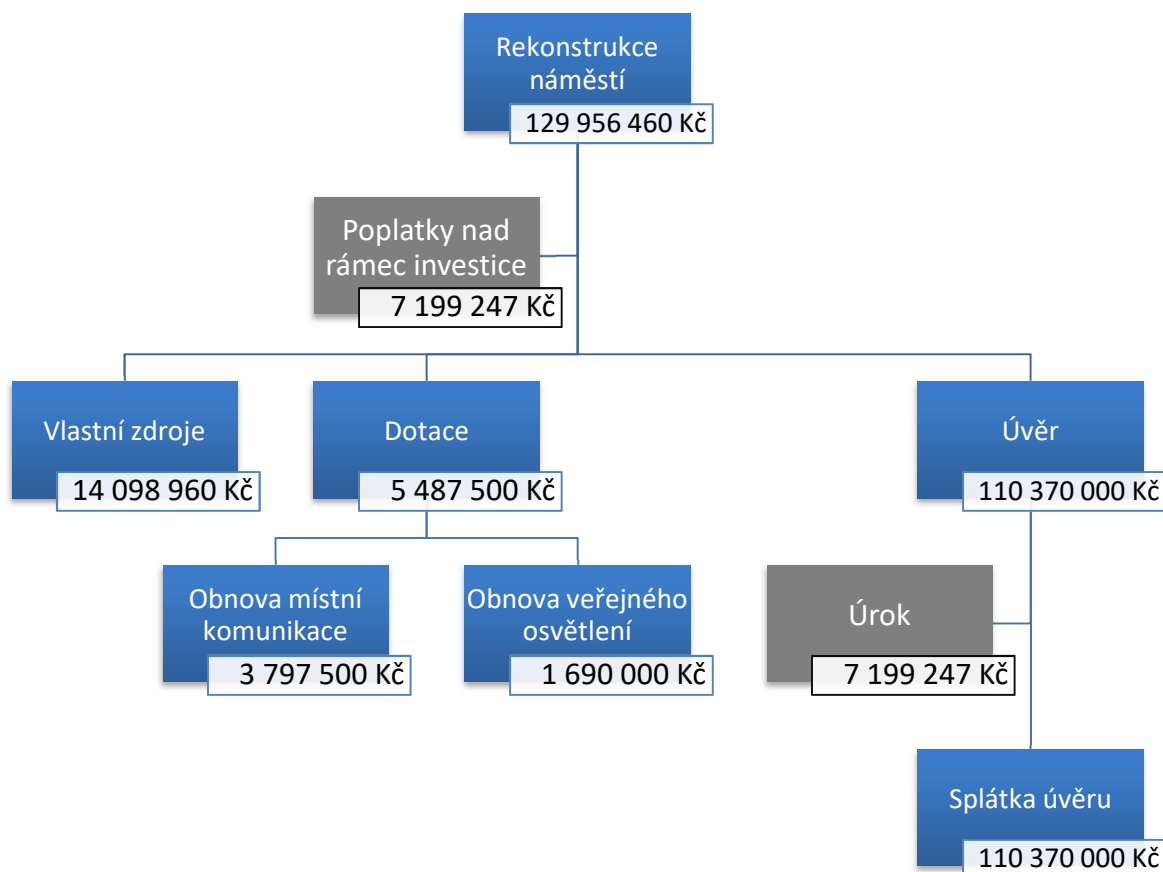 Rekonstrukce
náměstí
129 956 460 Kč
Poplatky nad
rámec investice
7 199 247 Kč
Vlastní zdroje
14 098 960 Kč
Dotace
5 487 500 Kč
Úvěr
110 370 000 Kč
Obnova místní
komunikace
3 797 500 Kč
Obnova veřejného
osvětlení
1 690 000 Kč
Úrok
7 199 247 Kč
Splátka úvěru
110 370 000 Kč